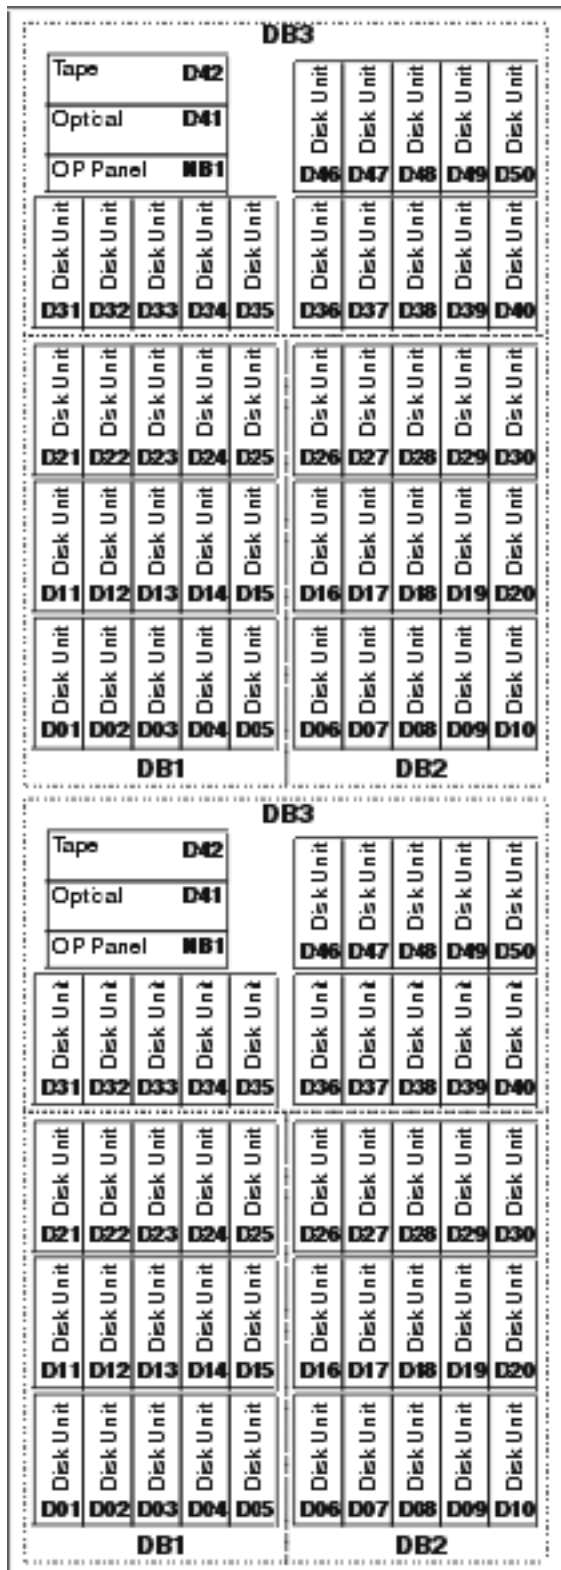 DB3
Tape D42
Optical D41
OP Panel NB1
Disk Unit Disk Unit Disk Unit Disk Unit Disk Unit
D46 D47 D48 D49 D50
Disk Unit Disk Unit Disk Unit Disk Unit Disk Unit Disk Unit Disk Unit Disk Unit Disk Unit Disk Unit
D31 D32 D33 D34 D35 D36 D37 D38 D39 D40
Disk Unit Disk Unit Disk Unit Disk Unit Disk Unit Disk Unit Disk Unit Disk Unit Disk Unit Disk Unit
D21 D22 D23 D24 D25 D26 D27 D28 D29 D30
Disk Unit Disk Unit Disk Unit Disk Unit Disk Unit Disk Unit Disk Unit Disk Unit Disk Unit Disk Unit
D11 D12 D13 D14 D15 D16 D17 D18 D19 D20
Disk Unit Disk Unit Disk Unit Disk Unit Disk Unit Disk Unit Disk Unit Disk Unit Disk Unit Disk Unit
D01 D02 D03 D04 D05 D06 D07 D08 D09 D10
DB1 DB2
DB3
Tape D42
Optical D41
OP Panel NB1
Disk Unit Disk Unit Disk Unit Disk Unit Disk Unit
D46 D47 D48 D49 D50
Disk Unit Disk Unit Disk Unit Disk Unit Disk Unit Disk Unit Disk Unit Disk Unit Disk Unit Disk Unit
D31 D32 D33 D34 D35 D36 D37 D38 D39 D40
Disk Unit Disk Unit Disk Unit Disk Unit Disk Unit Disk Unit Disk Unit Disk Unit Disk Unit Disk Unit
D21 D22 D23 D24 D25 D26 D27 D28 D29 D30
Disk Unit Disk Unit Disk Unit Disk Unit Disk Unit Disk Unit Disk Unit Disk Unit Disk Unit Disk Unit
D11 D12 D13 D14 D15 D16 D17 D18 D19 D20
Disk Unit Disk Unit Disk Unit Disk Unit Disk Unit Disk Unit Disk Unit Disk Unit Disk Unit Disk Unit
D01 D02 D03 D04 D05 D06 D07 D08 D09 D10
DB1 DB2